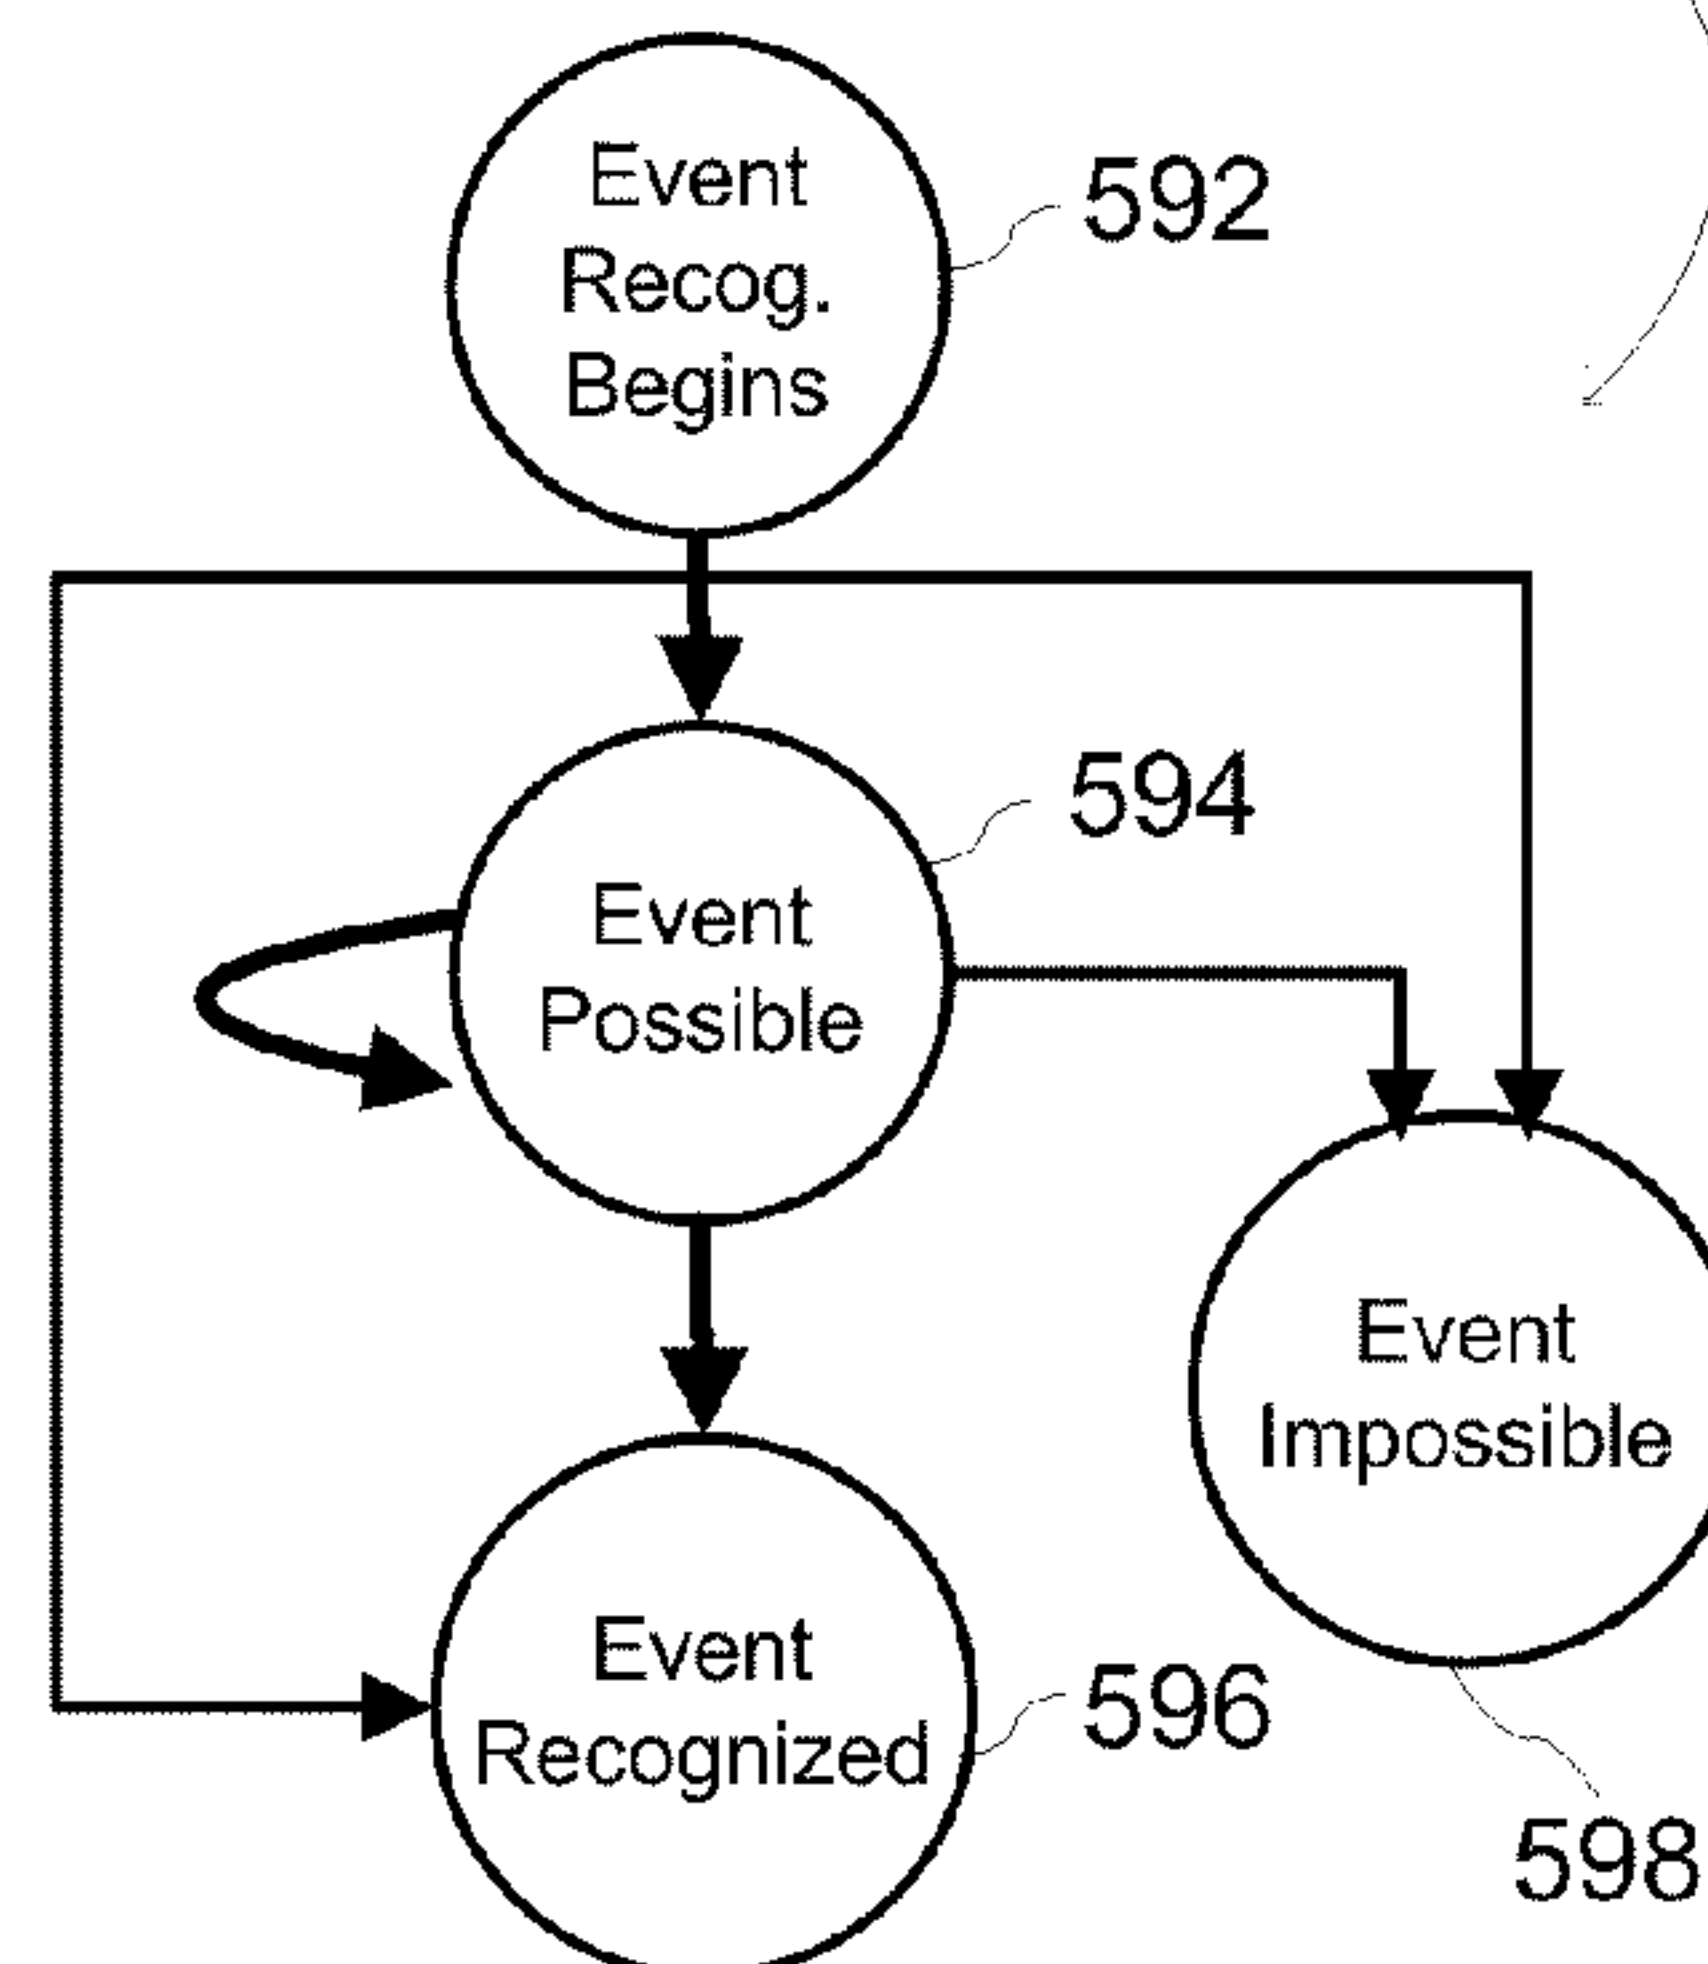 Event
Recog.
Begins
592
594
Event
Possible
Event
Impossible
Event
Recognized
596
598